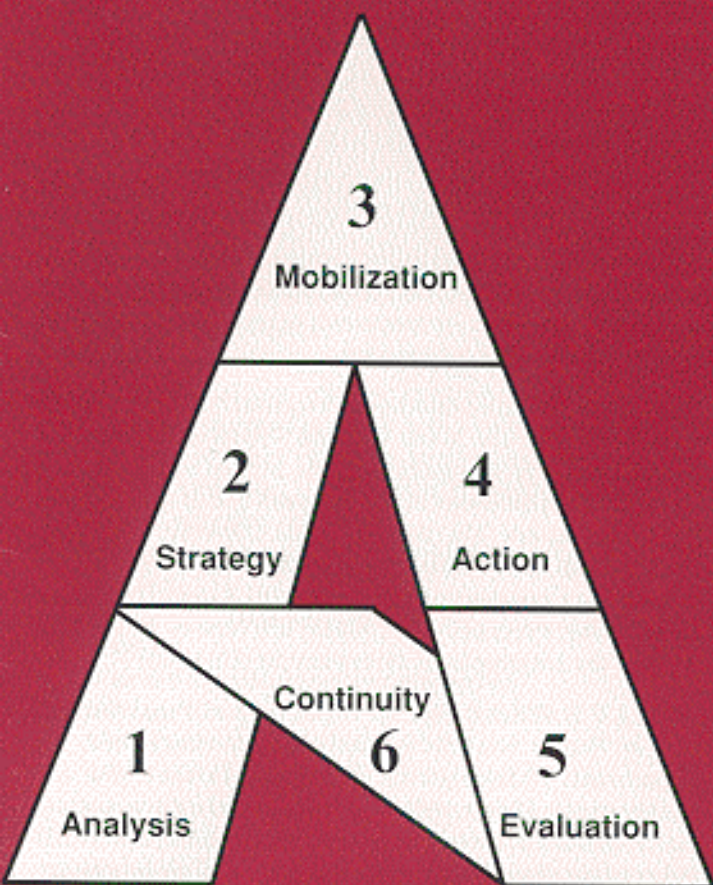 3
Mobilization
2
Strategy
4
Action
Continuity
6
1
Analysis
5
Evaluation